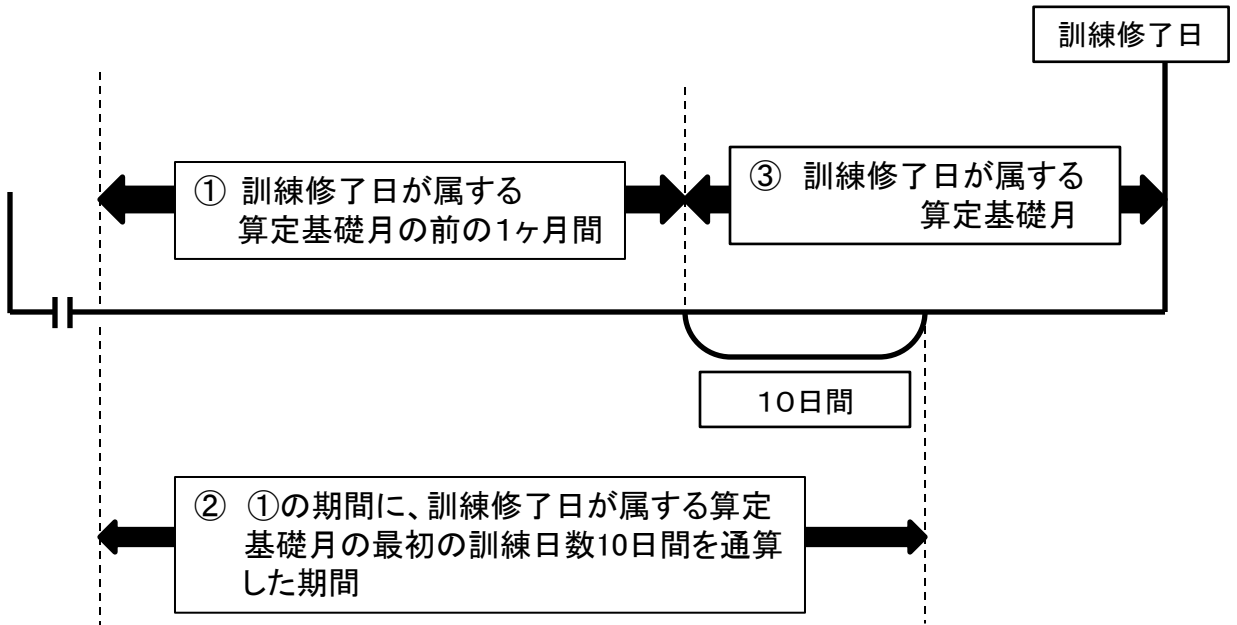 訓練修了日
① 訓練修了日が属する
算定基礎月の前の1ヶ月間
③ 訓練修了日が属する
算定基礎月
10日間
② ①の期間に、訓練修了日が属する算定
基礎月の最初の訓練日数10日間を通算
した期間